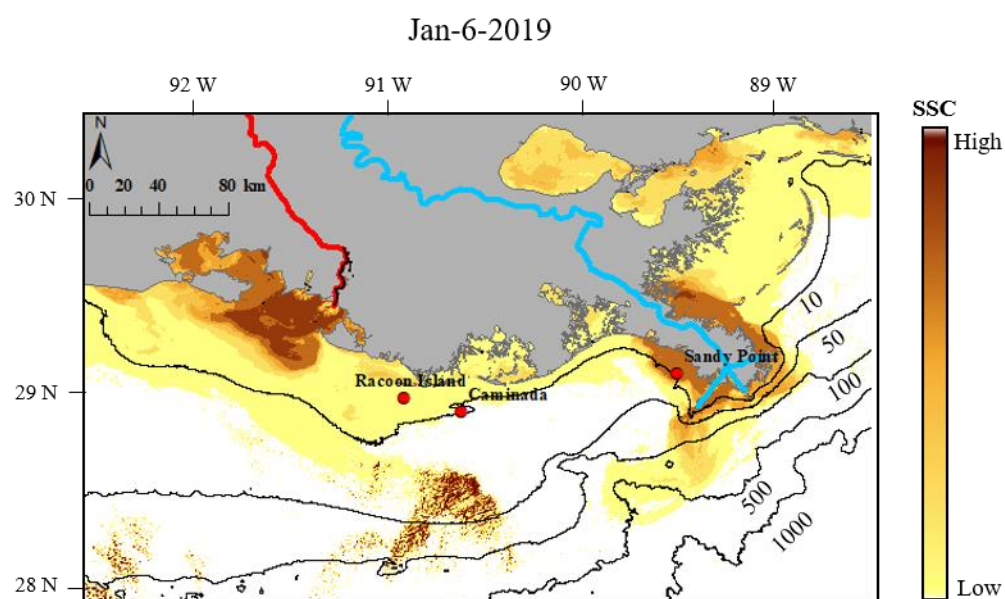 Jan-6-2019
92 W 91 W 90 W 89 W
SSC
N
High
0 20 40 80 km
30 N
10
50
Sandy Point
100
Racoon Island
29 N
Caminada
500
1000
28 N
Low